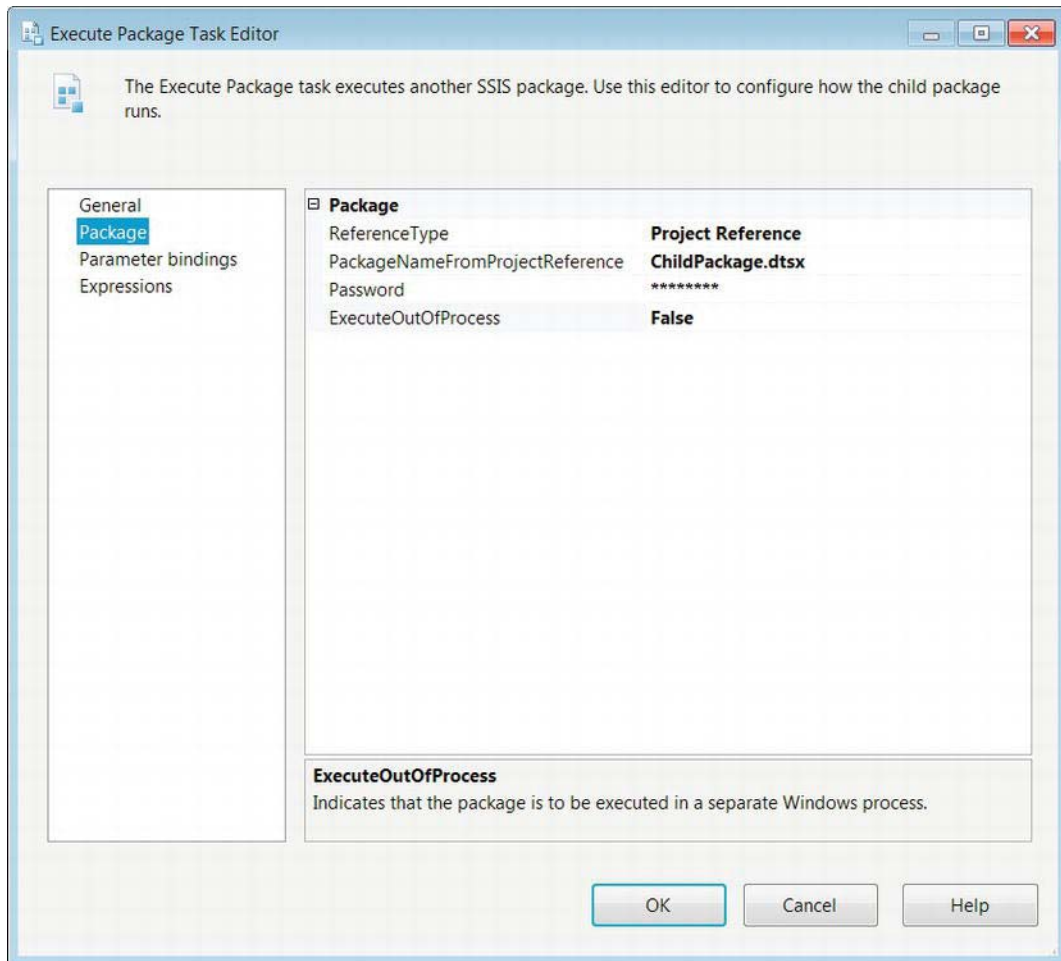 Execute Package Task Editor
The Execute Package task executes another SSIS package. Use this editor to configure how the child package
runs.
General
Package
Parameter bindings
Expressions
Package
ReferenceType Project Reference
PackageNameFromProjectReference ChildPackage.dtsx
Password ********
ExecuteOutOfProcess False
ExecuteOutOfProcess
Indicates that the package is to be executed in a separate Windows process.
OK Cancel Help